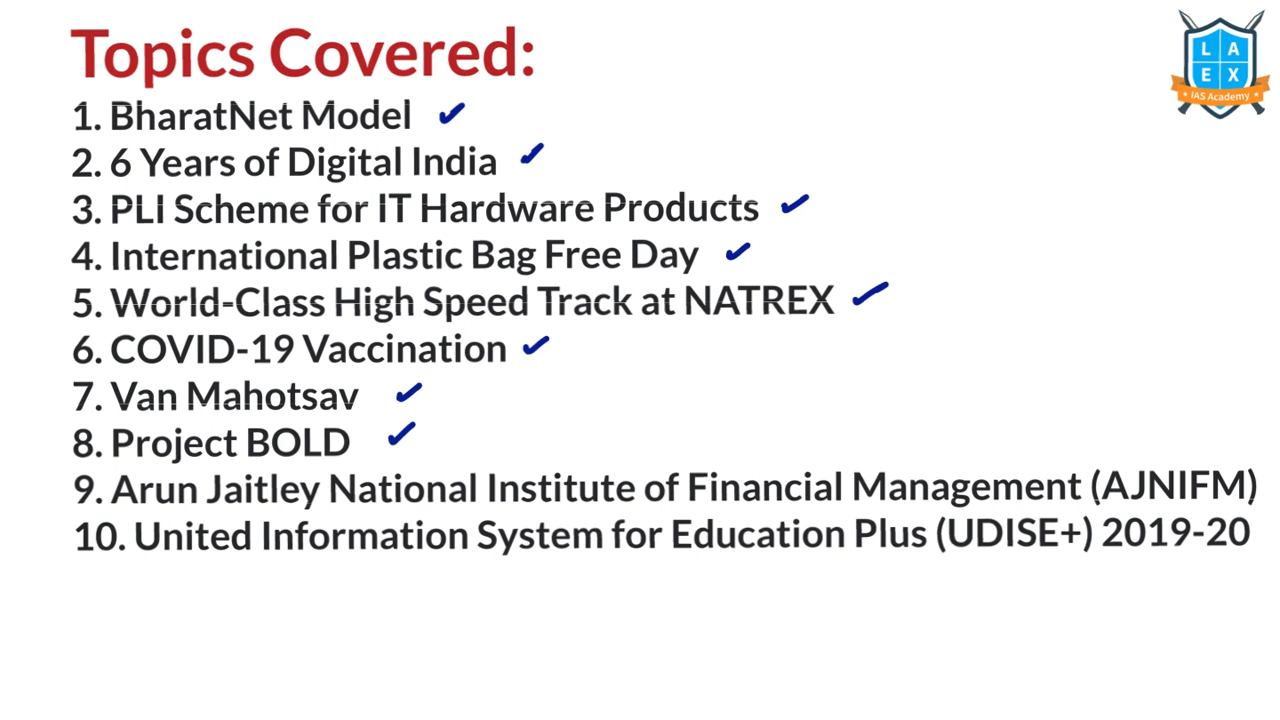 Topics Covered:
L A
E X
IAS Academy
1. BharatNet Model
2. 6 Years of Digital India
3. PLI Scheme for IT Hardware Products
4. International Plastic Bag Free Day
5. World-Class High Speed Track at NATREX
6. COVID-19 Vaccination
7. Van Mahotsav
8. Project BOLD
9. Arun Jaitley National Institute of Financial Management (AJNIFM)
10. United Information System for Education Plus (UDISE+) 2019-20